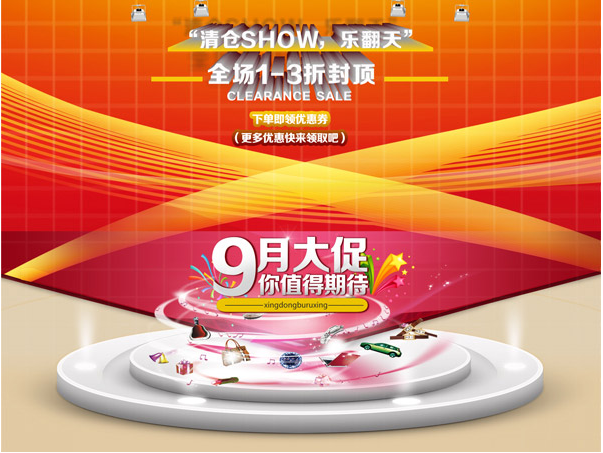 “清仓SHOW，乐翻天”
全场1-3折封顶
CLEARANCE SALE
下单即领优惠券
（更多优惠快来领取吧）
9月大促
你值得期待
xingdongburuxing